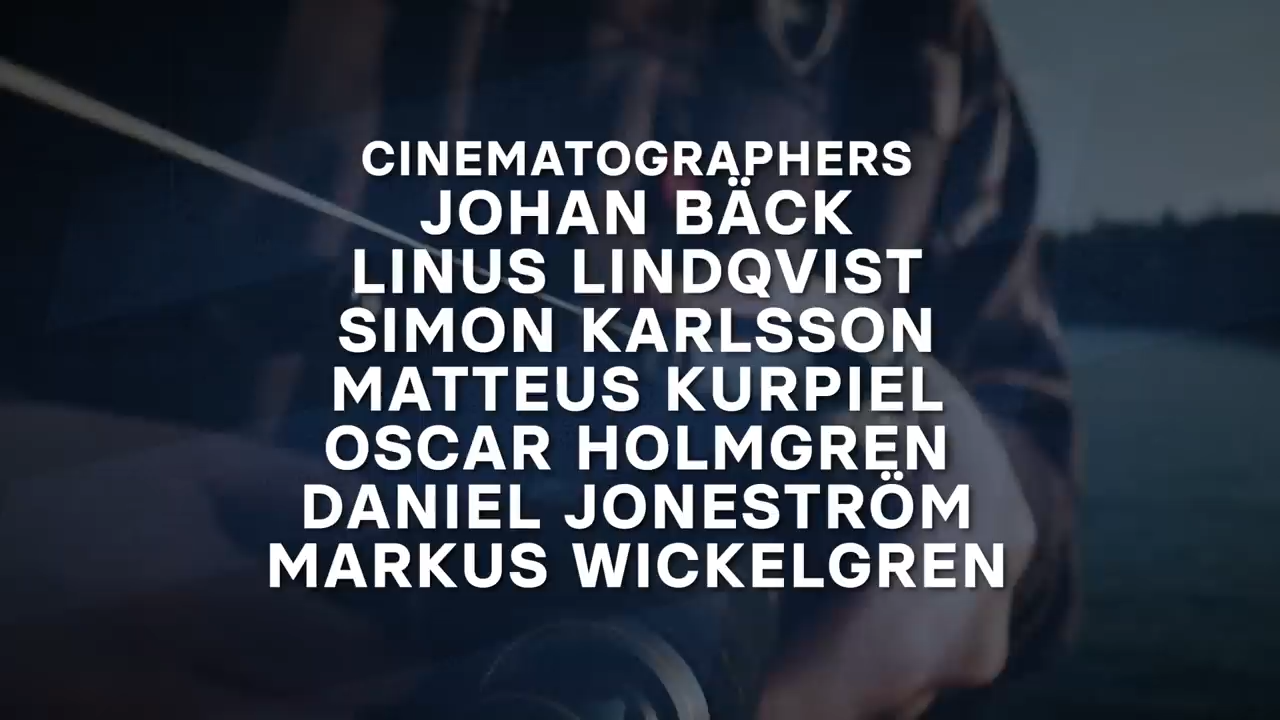 CINEMATOGRAPHERS
JOHAN BÄCK
LINUS LINDQVIST
SIMON KARLSSON
MATTEUS KURPIEL
OSCAR HOLMGREN
DANIEL JONESTRÖM
MARKUS WICKELGREN